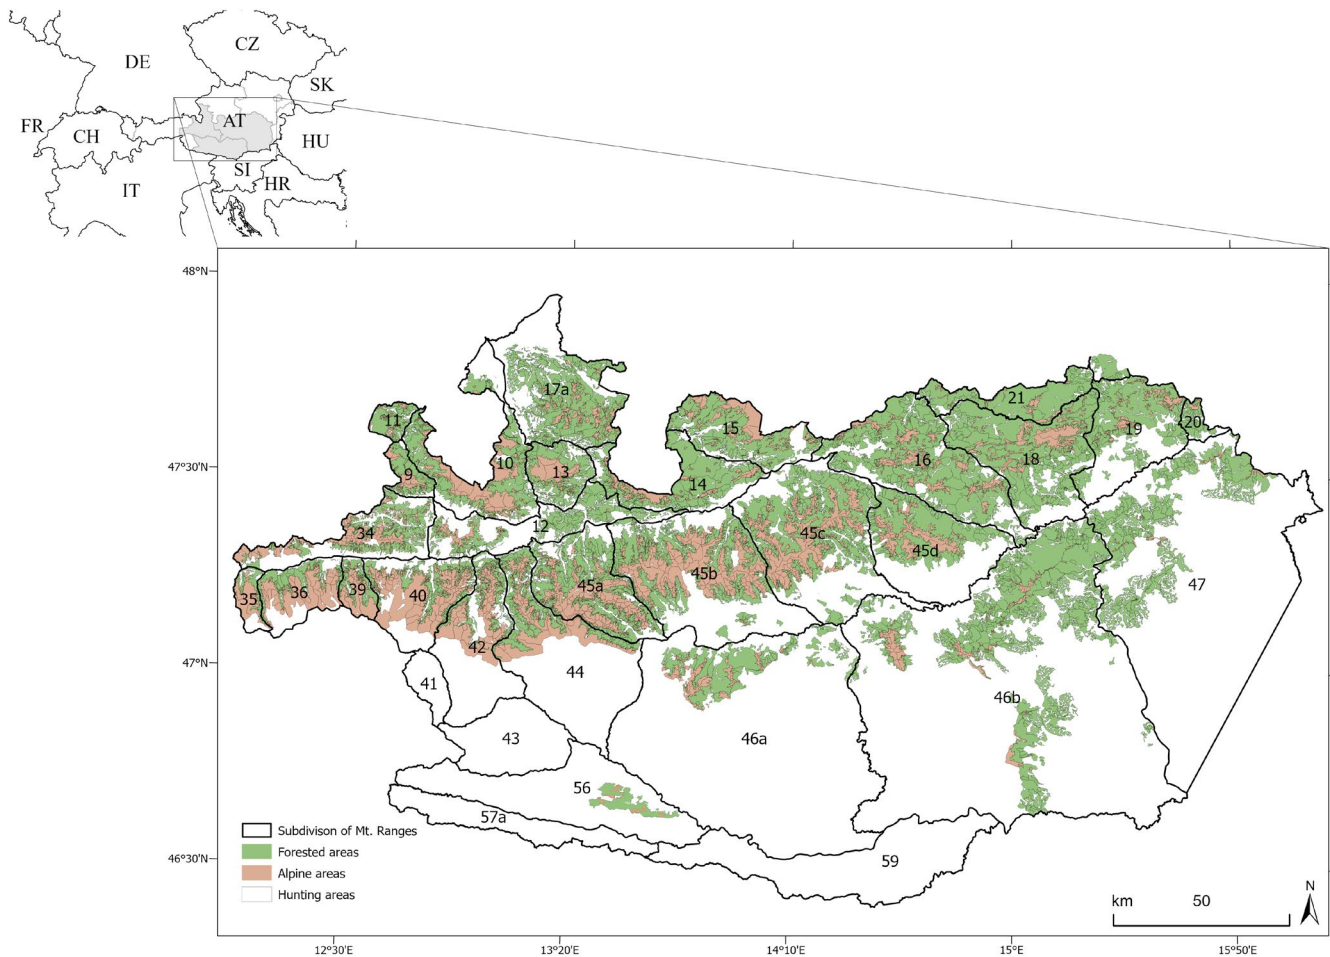 CZ
DE
SK
FR
CH
AT
HU
SI
IT
HR
48°N
17a
11
21
15
19
20
10
9
13
16
18
47°30'N
14
12
34
45c
45d
45b
45a
47
35
36
39
40
42
47°N
44
41
46b
43
46a
56
57a
59
Subdivison of Mt. Ranges
Forested areas
Alpine areas
Hunting areas
46°30'N
km 50
N
12°30'E
13°20'E
14°10'E
15°E
15°50'E